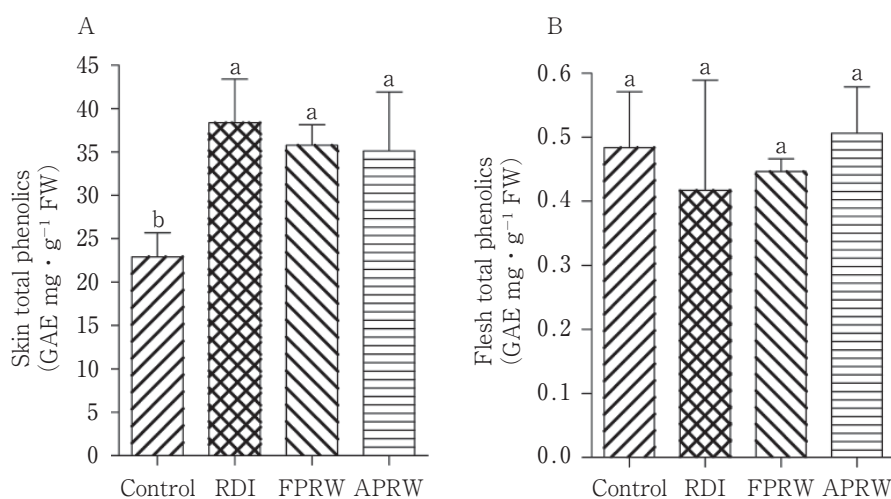 A
Skin total phenolics
(GAE mg・g⁻¹ FW)
45
40
35
30
25
20
15
10
5
0
b
a
a
a
Control RDI FPRW APRW
B
Flesh total phenolics
(GAE mg・g⁻¹ FW)
0.6
0.5
0.4
0.3
0.2
0.1
0.0
a
a
a
a
Control RDI FPRW APRW